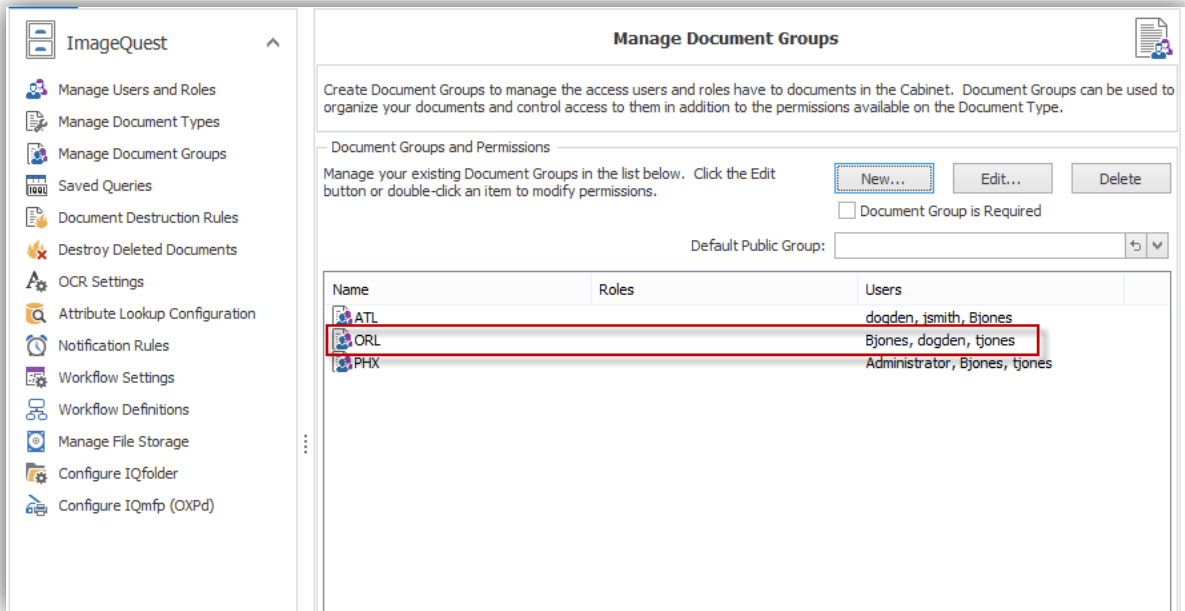 ImageQuest
Manage Users and Roles
Manage Document Types
Manage Document Groups
Saved Queries
Document Destruction Rules
Destroy Deleted Documents
OCR Settings
Attribute Lookup Configuration
Notification Rules
Workflow Settings
Workflow Definitions
Manage File Storage
Configure IQfolder
Configure IQmfp (OXPd)
Manage Document Groups
Create Document Groups to manage the access users and roles have to documents in the Cabinet. Document Groups can be used to
organize your documents and control access to them in addition to the permissions available on the Document Type.
Document Groups and Permissions
Manage your existing Document Groups in the list below. Click the Edit
button or double-click an item to modify permissions.
New... Edit... Delete
Document Group is Required
Default Public Group:
Name Roles Users
ATL dogden, jsmith, Bjones
ORL Bjones, dogden, tjones
PHX Administrator, Bjones, tjones